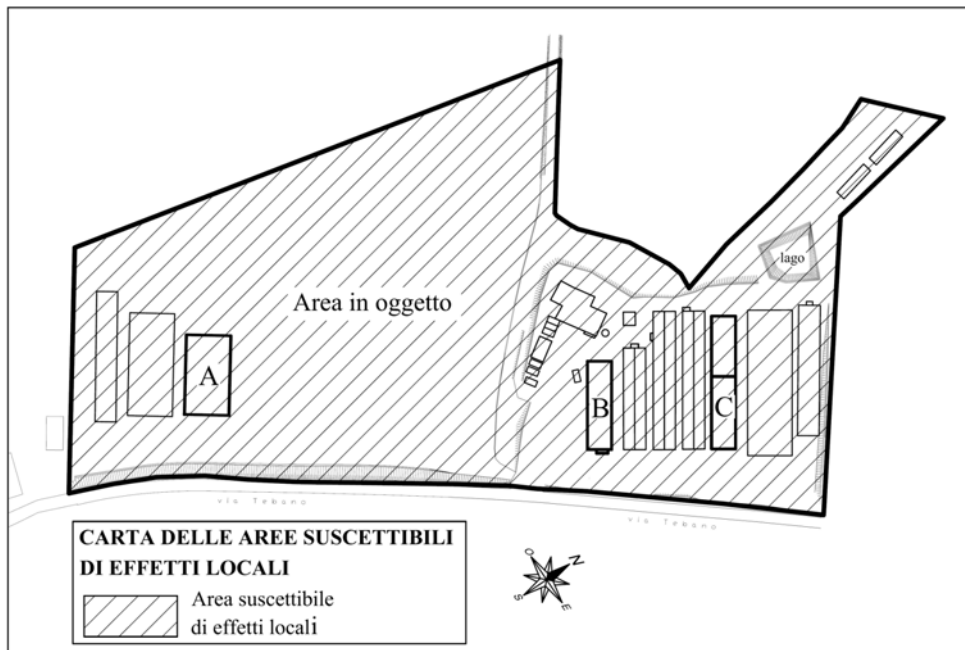 lago
Area in oggetto
A
B
C
via Tebano
via Tebano
CARTA DELLE AREE SUSCETTIBILI
DI EFFETTI LOCALI
Area suscettibile
di effetti locali
O
N
S
E